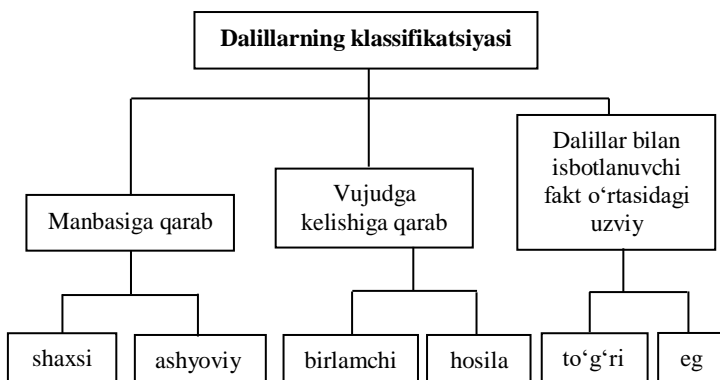 Dalillarning klassifikatsiyasi
Manbasiga qarab
Vujudga
kelishiga qarab
Dalillar bilan
isbotlanuvchi
fakt o‘rtasidagi
uzviy
shaxsi
ashyoviy
birlamchi
hosila
to‘g‘ri
eg